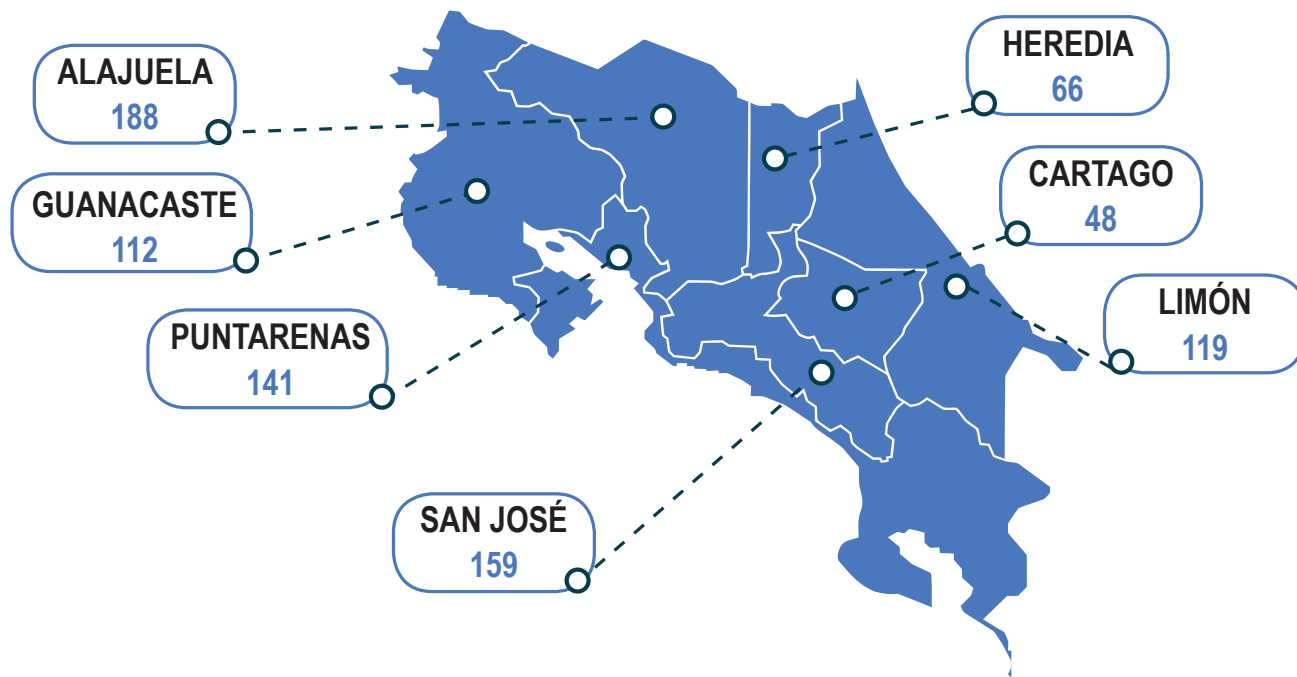 ALAJUELA
188
HEREDIA
66
GUANACASTE
112
CARTAGO
48
PUNTARENAS
141
LIMÓN
119
SAN JOSÉ
159